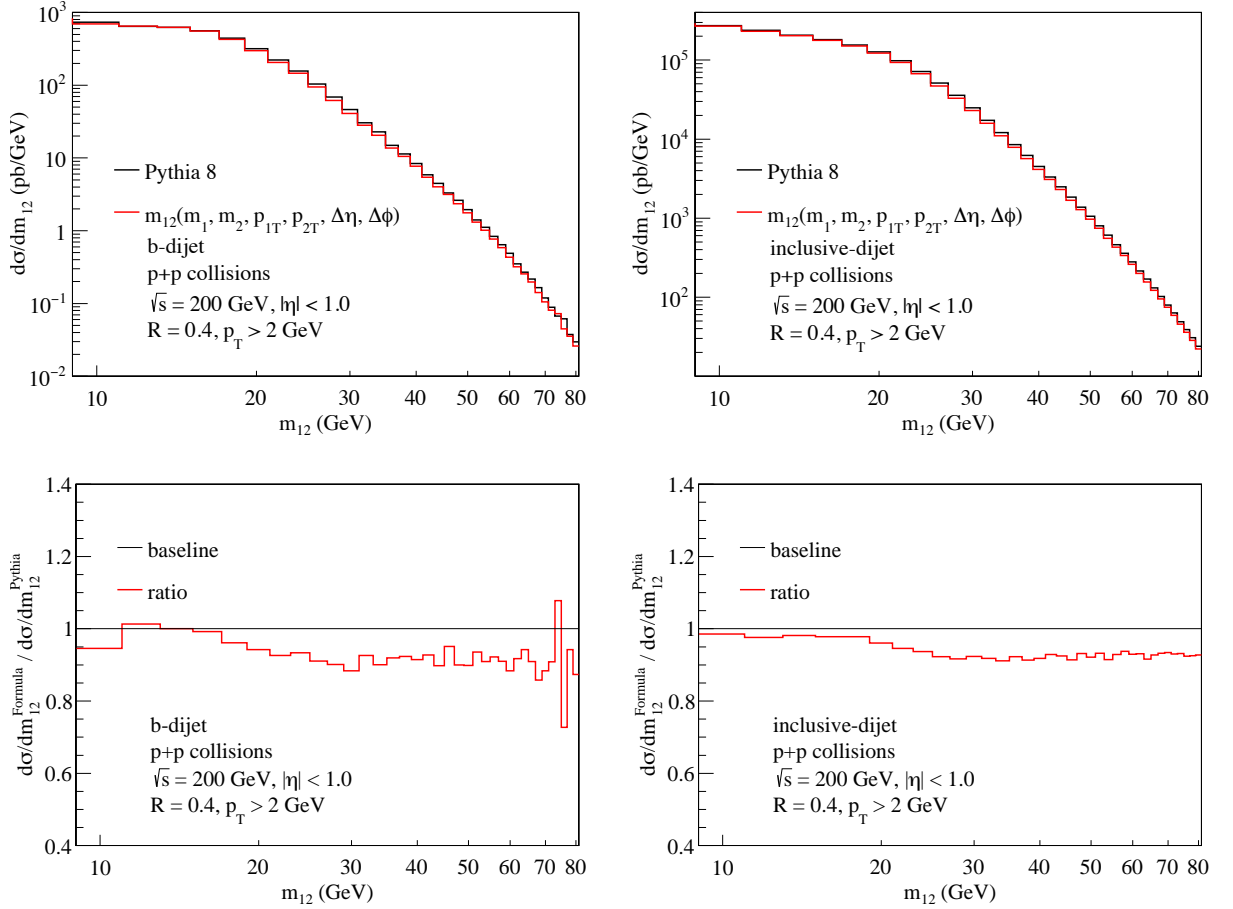 10³
10²
10
1
10⁻¹
10⁻²
dσ/dm₁₂ (pb/GeV)
Pythia 8
m₁₂(m₁, m₂, p₁T, p₂T, Δη, Δϕ)
b-dijet
p+p collisions
√s = 200 GeV, |η| < 1.0
R = 0.4, pT > 2 GeV
10 20 30 40 50 60 70 80
m₁₂ (GeV)
10⁵
10⁴
10³
10²
dσ/dm₁₂ (pb/GeV)
Pythia 8
m₁₂(m₁, m₂, p₁T, p₂T, Δη, Δϕ)
inclusive-dijet
p+p collisions
√s = 200 GeV, |η| < 1.0
R = 0.4, pT > 2 GeV
10 20 30 40 50 60 70 80
m₁₂ (GeV)
1.4
1.2
1
0.8
0.6
0.4
dσ/dm₁₂^Formula / dσ/dm₁₂^Pythia
baseline
ratio
b-dijet
p+p collisions
√s = 200 GeV, |η| < 1.0
R = 0.4, pT > 2 GeV
10 20 30 40 50 60 70 80
m₁₂ (GeV)
1.4
1.2
1
0.8
0.6
0.4
dσ/dm₁₂^Formula / dσ/dm₁₂^Pythia
baseline
ratio
inclusive-dijet
p+p collisions
√s = 200 GeV, |η| < 1.0
R = 0.4, pT > 2 GeV
10 20 30 40 50 60 70 80
m₁₂ (GeV)